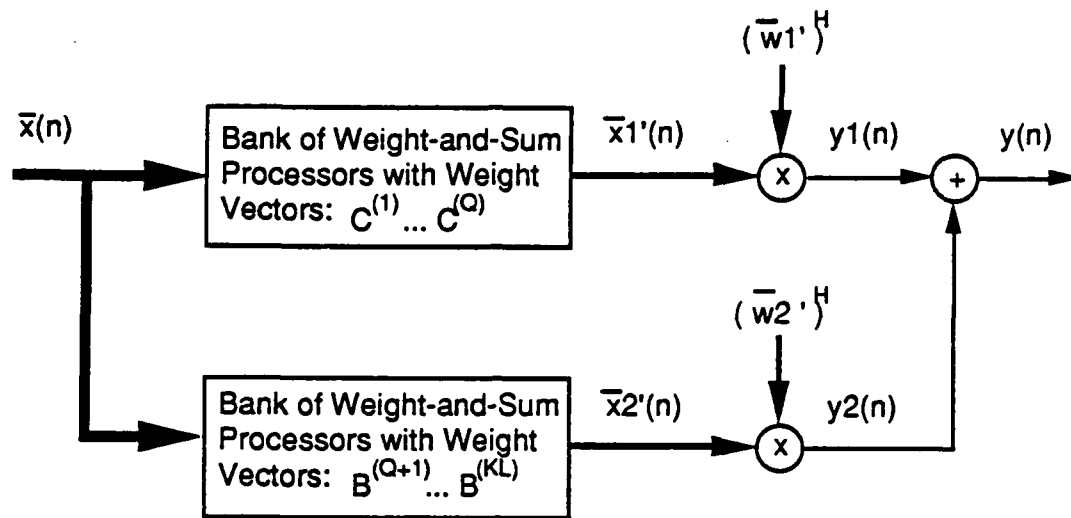 (w̅1')ᴴ
x̅(n)
Bank of Weight-and-Sum
Processors with Weight
Vectors: C⁽¹⁾ ... C⁽Q⁾
x̅1'(n)
x
y1(n)
+
y(n)
(w̅2')ᴴ
Bank of Weight-and-Sum
Processors with Weight
Vectors: B⁽Q⁺¹⁾ ... B⁽ᴷᴸ⁾
x̅2'(n)
x
y2(n)